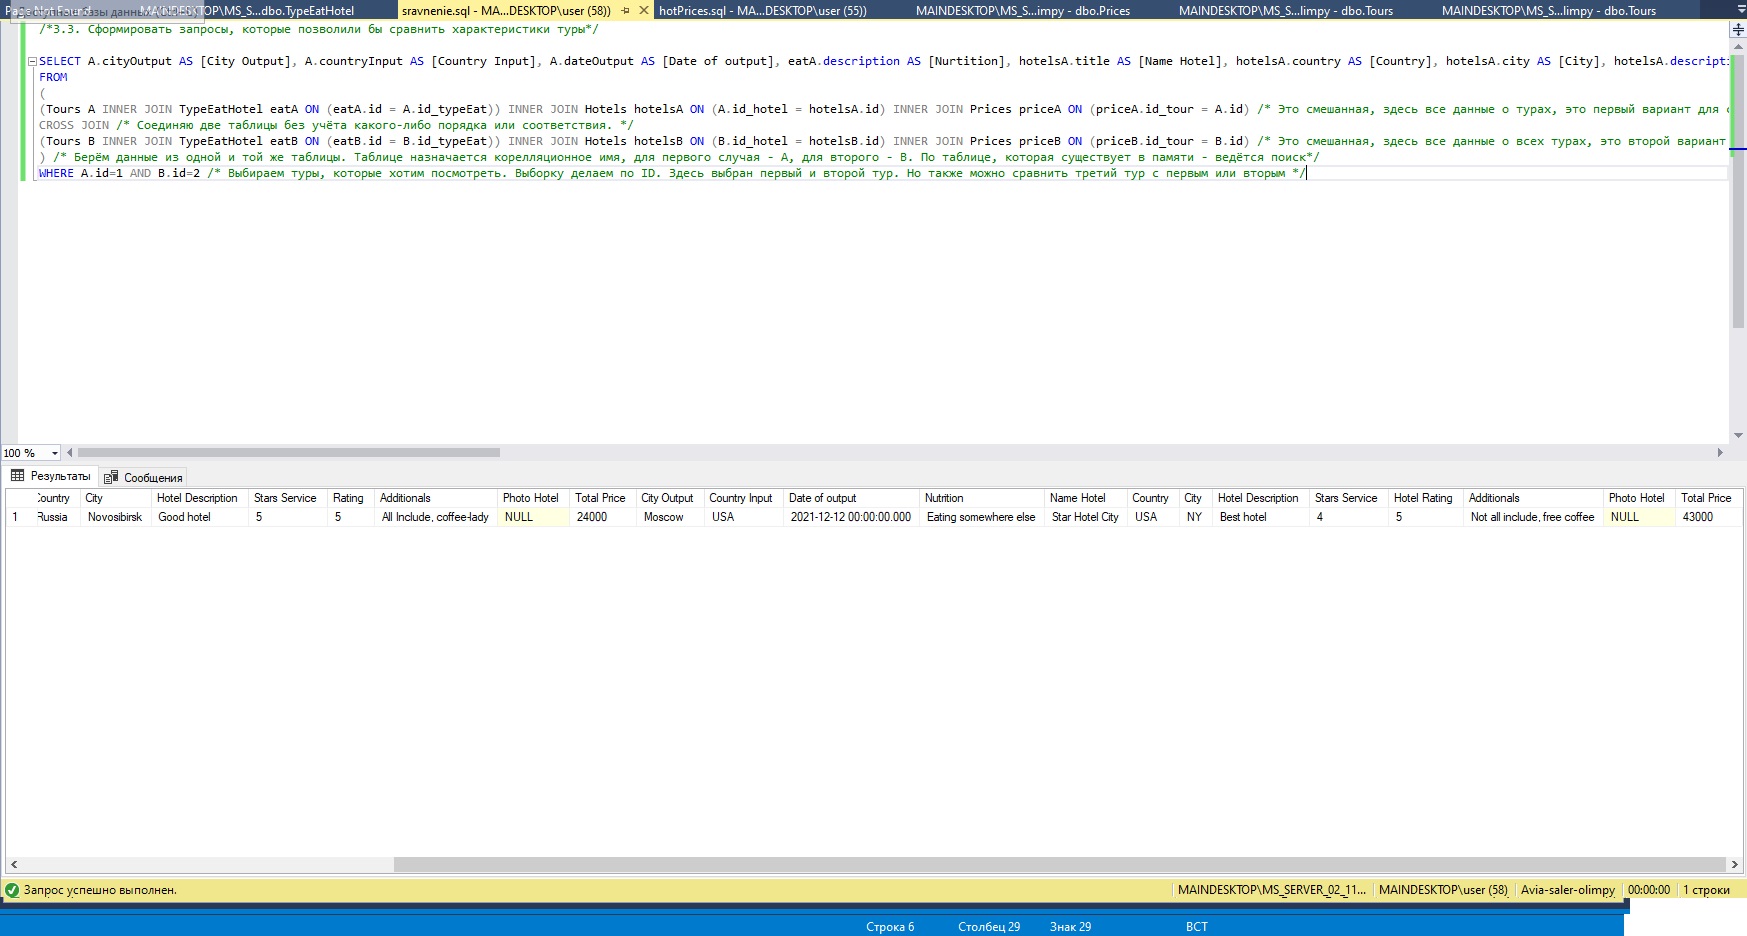 Page Not Found
MAINDESKTOP\MS_S...dbo.TypeEatHotel
sravnenie.sql - MA...DESKTOP\user (58))
hotPrices.sql - MA...DESKTOP\user (55))
MAINDESKTOP\MS_S...impy - dbo.Prices
MAINDESKTOP\MS_S...limpy - dbo.Tours
MAINDESKTOP\MS_S...limpy - dbo.Tours
/*3.3. Сформировать запросы, которые позволили бы сравнить характеристики туры*/
SELECT A.cityOutput AS [City Output], A.countryInput AS [Country Input], A.dateOutput AS [Date of output], eatA.description AS [Nurtition], hotelsA.title AS [Name Hotel], hotelsA.country AS [Country], hotelsA.city AS [City], hotelsA.descripti
FROM
(
(Tours A INNER JOIN TypeEatHotel eatA ON (eatA.id = A.id_typeEat)) INNER JOIN Hotels hotelsA ON (A.id_hotel = hotelsA.id) INNER JOIN Prices priceA ON (priceA.id_tour = A.id) /* Это смешанная, здесь все данные о турах, это первый вариант для с
CROSS JOIN /* Соединяю две таблицы без учёта какого-либо порядка или соответствия. */
(Tours B INNER JOIN TypeEatHotel eatB ON (eatB.id = B.id_typeEat)) INNER JOIN Hotels hotelsB ON (B.id_hotel = hotelsB.id) INNER JOIN Prices priceB ON (priceB.id_tour = B.id) /* Это смешанная, здесь все данные о всех турах, это второй вариант
) /* Берём данные из одной и той же таблицы. Таблице назначается корелляционное имя, для первого случая - А, для второго - В. По таблице, которая существует в памяти - ведётся поиск*/
WHERE A.id=1 AND B.id=2 /* Выбираем туры, которые хотим посмотреть. Выборку делаем по ID. Здесь выбран первый и второй тур. Но также можно сравнить третий тур с первым или вторым */
100 %
Результаты Сообщения
Country City Hotel Description Stars Service Rating Additionals Photo Hotel Total Price City Output Country Input Date of output Nutrition Name Hotel Country City Hotel Description Stars Service Hotel Rating Additionals Photo Hotel Total Price
1 Russia Novosibirsk Good hotel 5 5 All Include, coffee-lady NULL 24000 Moscow USA 2021-12-12 00:00:00.000 Eating somewhere else Star Hotel City USA NY Best hotel 4 5 Not all include, free coffee NULL 43000
Запрос успешно выполнен.
MAINDESKTOP\MS_SERVER_02_11... MAINDESKTOP\user (58) Avia-saler-olimpy 00:00:00 1 строки
Строка 6 Столбец 29 Знак 29 ВСТ